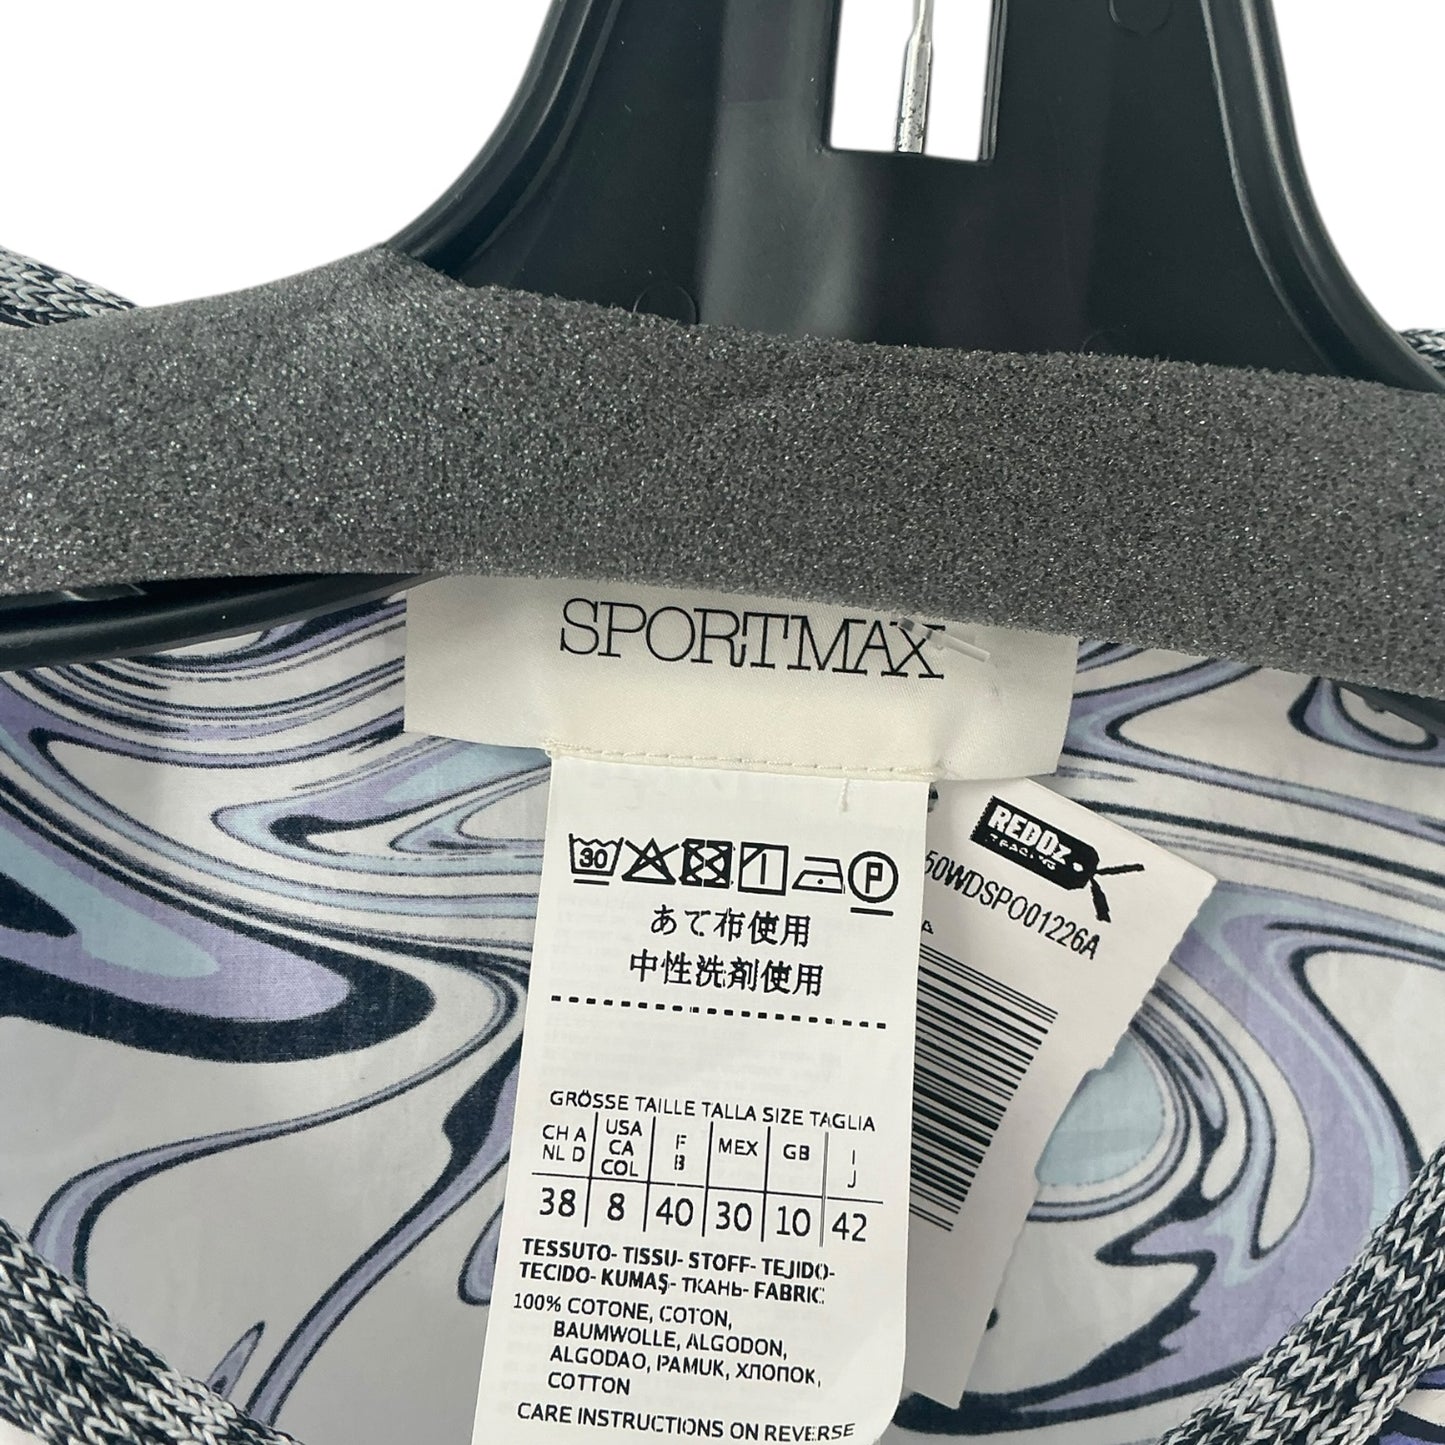 SPORTMAX
REDDZ
TRADING
50WDSPO01226A
30 P
あて布使用
中性洗剤使用
GRÖSSE TAILLE TALLA SIZE TAGLIA
CH A NL D USA CA COL F B MEX GB I J
38 8 40 30 10 42
TESSUTO- TISSU- STOFF- TEJIDO-
TECIDO- KUMAŞ- ТКАНЬ- FABRIC:
100% COTONE, COTON,
BAUMWOLLE, ALGODON,
ALGODAO, PAMUK, ХЛОПОК,
COTTON
CARE INSTRUCTIONS ON REVERSE